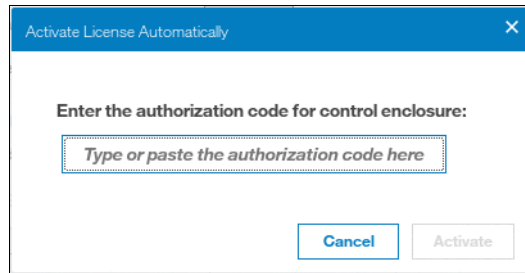 Activate License Automatically
Enter the authorization code for control enclosure:
Type or paste the authorization code here
Cancel Activate